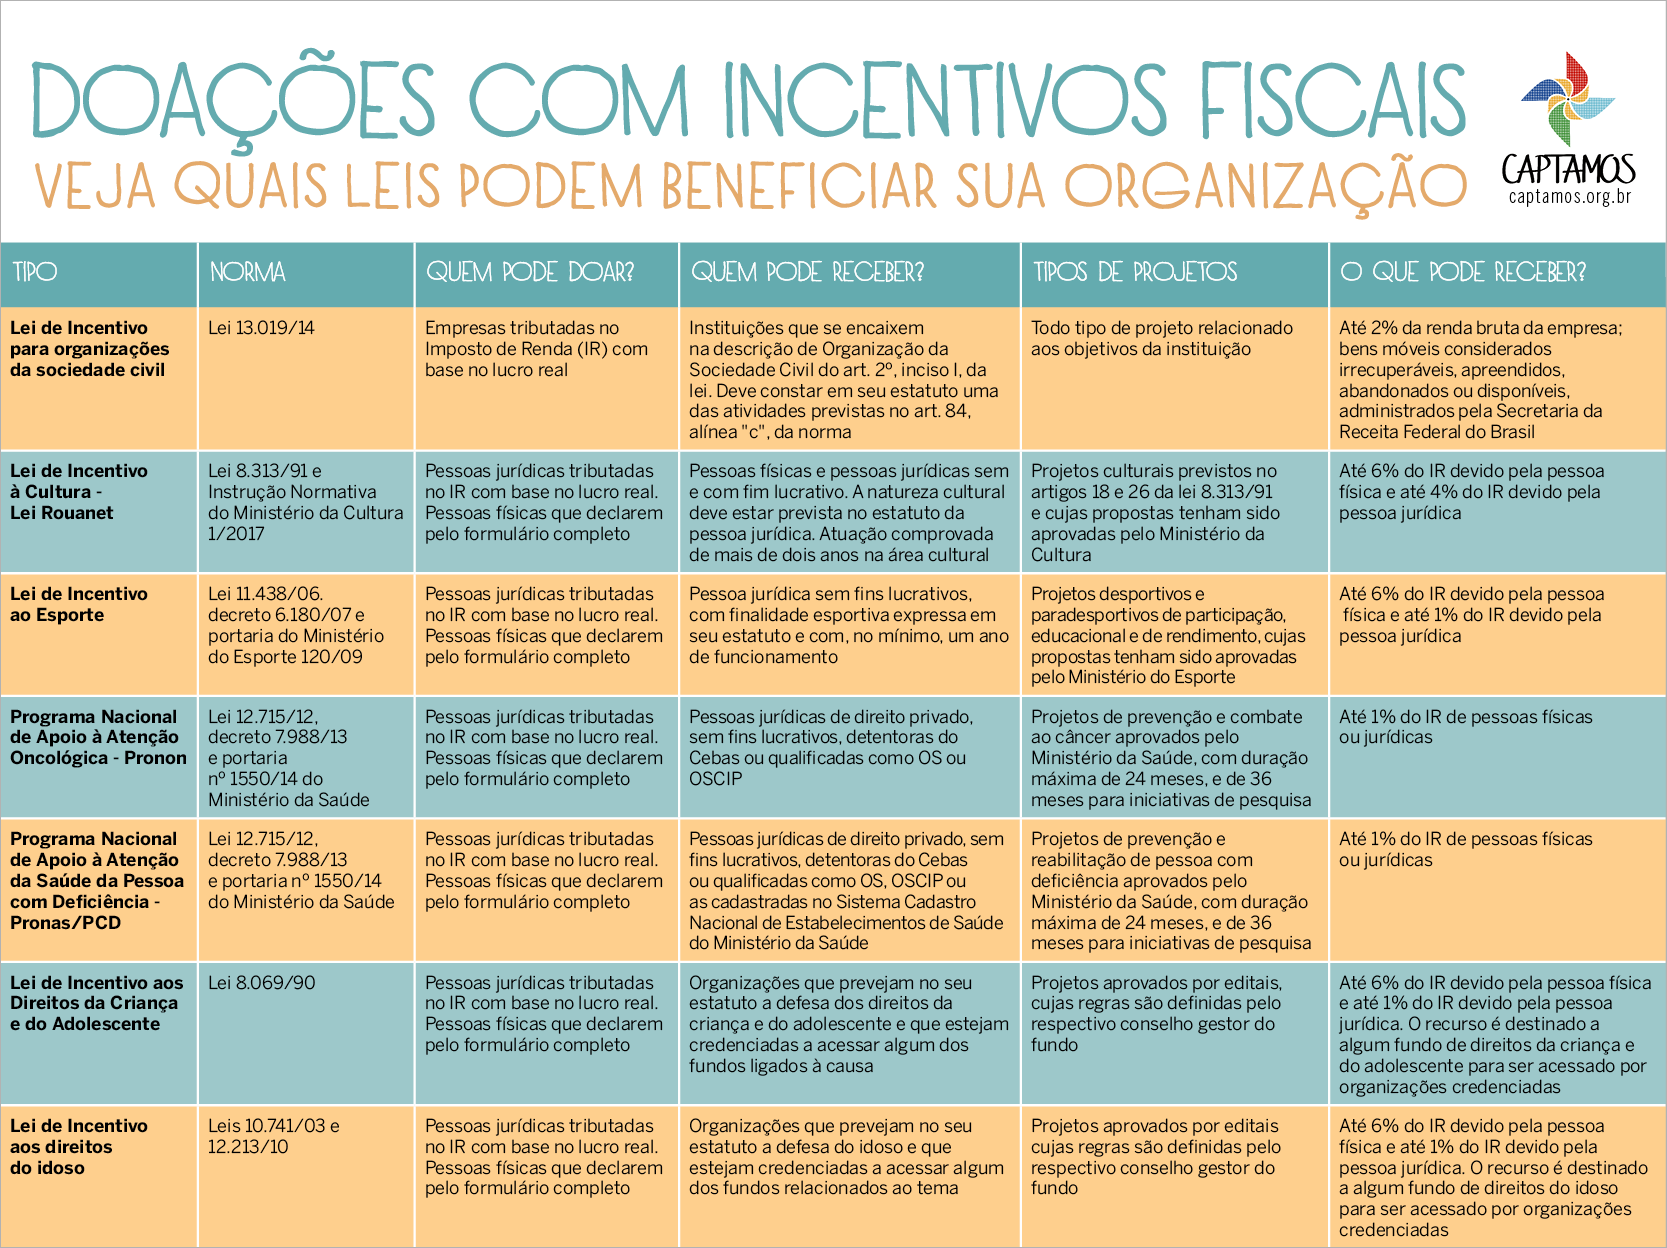 DOAÇÕES COM INCENTIVOS FISCAIS
VEJA QUAIS LEIS PODEM BENEFICIAR SUA ORGANIZAÇÃO
CAPTAMOS
captamos.org.br
TIPO
NORMA
QUEM PODE DOAR?
QUEM PODE RECEBER?
TIPOS DE PROJETOS
O QUE PODE RECEBER?
Lei de Incentivo
para organizações
da sociedade civil
Lei 13.019/14
Empresas tributadas no
Imposto de Renda (IR) com
base no lucro real
Instituições que se encaixem
na descrição de Organização da
Sociedade Civil do art. 2º, inciso I, da
lei. Deve constar em seu estatuto uma
das atividades previstas no art. 84,
alínea "c", da norma
Todo tipo de projeto relacionado
aos objetivos da instituição
Até 2% da renda bruta da empresa;
bens móveis considerados
irrecuperáveis, apreendidos,
abandonados ou disponíveis,
administrados pela Secretaria da
Receita Federal do Brasil
Lei de Incentivo
à Cultura -
Lei Rouanet
Lei 8.313/91 e
Instrução Normativa
do Ministério da Cultura
1/2017
Pessoas jurídicas tributadas
no IR com base no lucro real.
Pessoas físicas que declarem
pelo formulário completo
Pessoas físicas e pessoas jurídicas sem
e com fim lucrativo. A natureza cultural
deve estar prevista no estatuto da
pessoa jurídica. Atuação comprovada
de mais de dois anos na área cultural
Projetos culturais previstos no
artigos 18 e 26 da lei 8.313/91
e cujas propostas tenham sido
aprovadas pelo Ministério da
Cultura
Até 6% do IR devido pela pessoa
física e até 4% do IR devido pela
pessoa jurídica
Lei de Incentivo
ao Esporte
Lei 11.438/06.
decreto 6.180/07 e
portaria do Ministério
do Esporte 120/09
Pessoas jurídicas tributadas
no IR com base no lucro real.
Pessoas físicas que declarem
pelo formulário completo
Pessoa jurídica sem fins lucrativos,
com finalidade esportiva expressa em
seu estatuto e com, no mínimo, um ano
de funcionamento
Projetos desportivos e
paradesportivos de participação,
educacional e de rendimento, cujas
propostas tenham sido aprovadas
pelo Ministério do Esporte
Até 6% do IR devido pela pessoa
física e até 1% do IR devido pela
pessoa jurídica
Programa Nacional
de Apoio à Atenção
Oncológica - Pronon
Lei 12.715/12,
decreto 7.988/13
e portaria
nº 1550/14 do
Ministério da Saúde
Pessoas jurídicas tributadas
no IR com base no lucro real.
Pessoas físicas que declarem
pelo formulário completo
Pessoas jurídicas de direito privado,
sem fins lucrativos, detentoras do
Cebas ou qualificadas como OS ou
OSCIP
Projetos de prevenção e combate
ao câncer aprovados pelo
Ministério da Saúde, com duração
máxima de 24 meses, e de 36
meses para iniciativas de pesquisa
Até 1% do IR de pessoas físicas
ou jurídicas
Programa Nacional
de Apoio à Atenção
da Saúde da Pessoa
com Deficiência -
Pronas/PCD
Lei 12.715/12,
decreto 7.988/13
e portaria nº 1550/14
do Ministério da Saúde
Pessoas jurídicas tributadas
no IR com base no lucro real.
Pessoas físicas que declarem
pelo formulário completo
Pessoas jurídicas de direito privado, sem
fins lucrativos, detentoras do Cebas
ou qualificadas como OS, OSCIP ou
as cadastradas no Sistema Cadastro
Nacional de Estabelecimentos de Saúde
do Ministério da Saúde
Projetos de prevenção e
reabilitação de pessoa com
deficiência aprovados pelo
Ministério da Saúde, com duração
máxima de 24 meses, e de 36
meses para iniciativas de pesquisa
Até 1% do IR de pessoas físicas
ou jurídicas
Lei de Incentivo aos
Direitos da Criança
e do Adolescente
Lei 8.069/90
Pessoas jurídicas tributadas
no IR com base no lucro real.
Pessoas físicas que declarem
pelo formulário completo
Organizações que prevejam no seu
estatuto a defesa dos direitos da
criança e do adolescente e que estejam
credenciadas a acessar algum dos
fundos ligados à causa
Projetos aprovados por editais,
cujas regras são definidas pelo
respectivo conselho gestor do
fundo
Até 6% do IR devido pela pessoa física
e até 1% do IR devido pela pessoa
jurídica. O recurso é destinado a
algum fundo de direitos da criança e
do adolescente para ser acessado por
organizações credenciadas
Lei de Incentivo
aos direitos
do idoso
Leis 10.741/03 e
12.213/10
Pessoas jurídicas tributadas
no IR com base no lucro real.
Pessoas físicas que declarem
pelo formulário completo
Organizações que prevejam no seu
estatuto a defesa do idoso e que
estejam credenciadas a acessar algum
dos fundos relacionados ao tema
Projetos aprovados por editais
cujas regras são definidas pelo
respectivo conselho gestor do
fundo
Até 6% do IR devido pela pessoa
física e até 1% do IR devido pela
pessoa jurídica. O recurso é destinado
a algum fundo de direitos do idoso
para ser acessado por organizações
credenciadas